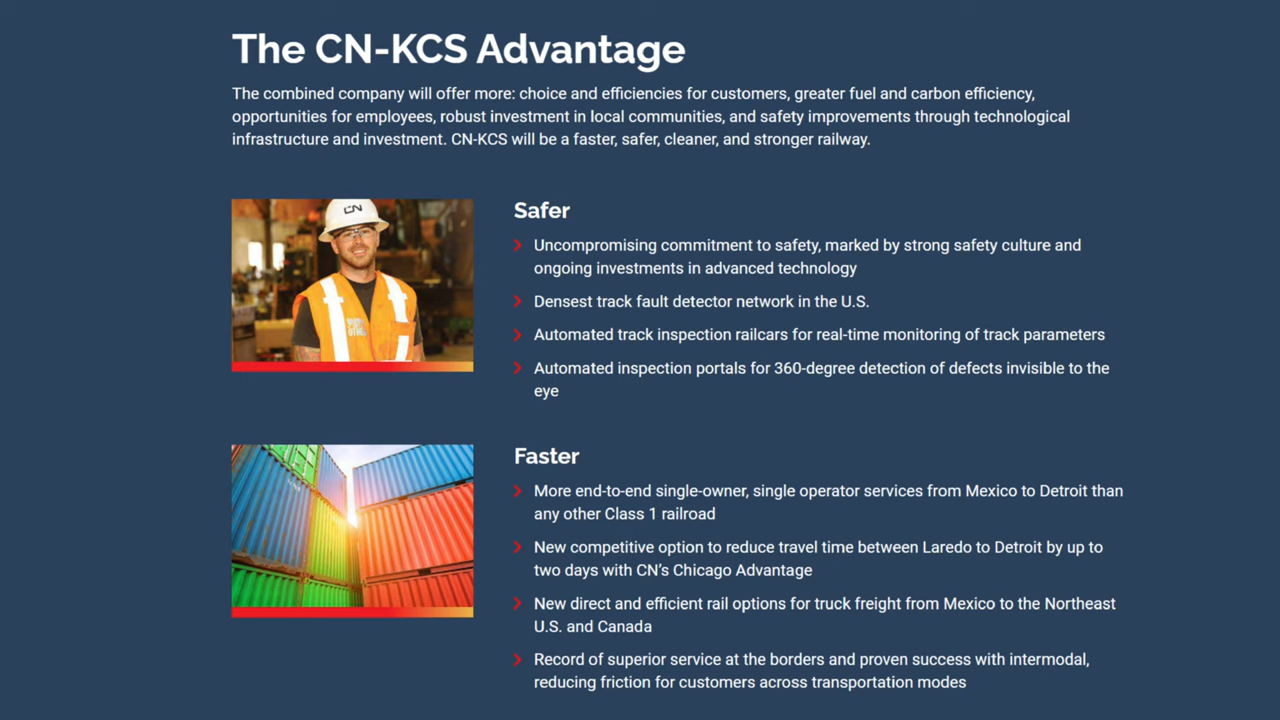 The CN-KCS Advantage
The combined company will offer more: choice and efficiencies for customers, greater fuel and carbon efficiency,
opportunities for employees, robust investment in local communities, and safety improvements through technological
infrastructure and investment. CN-KCS will be a faster, safer, cleaner, and stronger railway.
CN
Safer
Uncompromising commitment to safety, marked by strong safety culture and
ongoing investments in advanced technology
Densest track fault detector network in the U.S.
Automated track inspection railcars for real-time monitoring of track parameters
Automated inspection portals for 360-degree detection of defects invisible to the
eye
Faster
More end-to-end single-owner, single operator services from Mexico to Detroit than
any other Class 1 railroad
New competitive option to reduce travel time between Laredo to Detroit by up to
two days with CN's Chicago Advantage
New direct and efficient rail options for truck freight from Mexico to the Northeast
U.S. and Canada
Record of superior service at the borders and proven success with intermodal,
reducing friction for customers across transportation modes